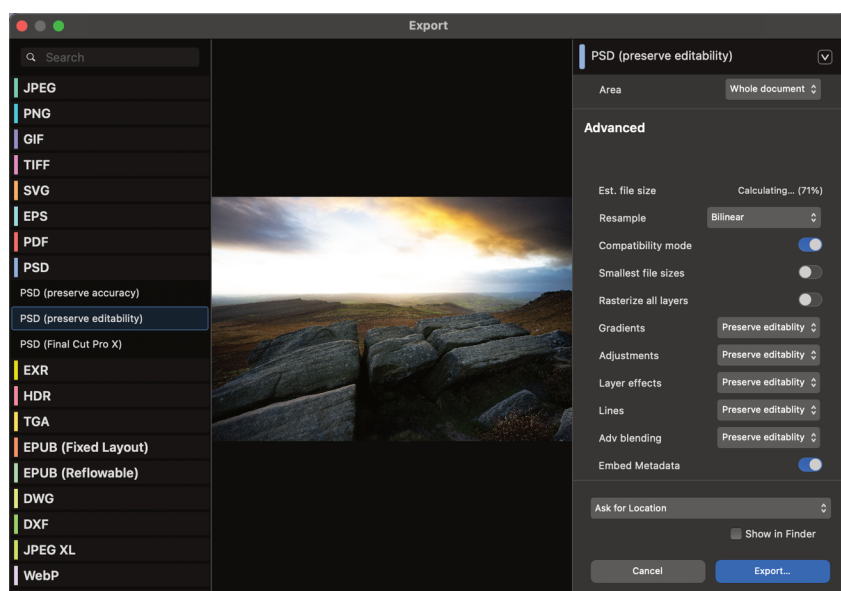 Export
Search
JPEG
PNG
GIF
TIFF
SVG
EPS
PDF
PSD
PSD (preserve accuracy)
PSD (preserve editability)
PSD (Final Cut Pro X)
EXR
HDR
TGA
EPUB (Fixed Layout)
EPUB (Reflowable)
DWG
DXF
JPEG XL
WebP
PSD (preserve editability)
Area Whole document
Advanced
Est. file size Calculating... (71%)
Resample Bilinear
Compatibility mode
Smallest file sizes
Rasterize all layers
Gradients Preserve editablity
Adjustments Preserve editablity
Layer effects Preserve editablity
Lines Preserve editablity
Adv blending Preserve editablity
Embed Metadata
Ask for Location
Show in Finder
Cancel Export...